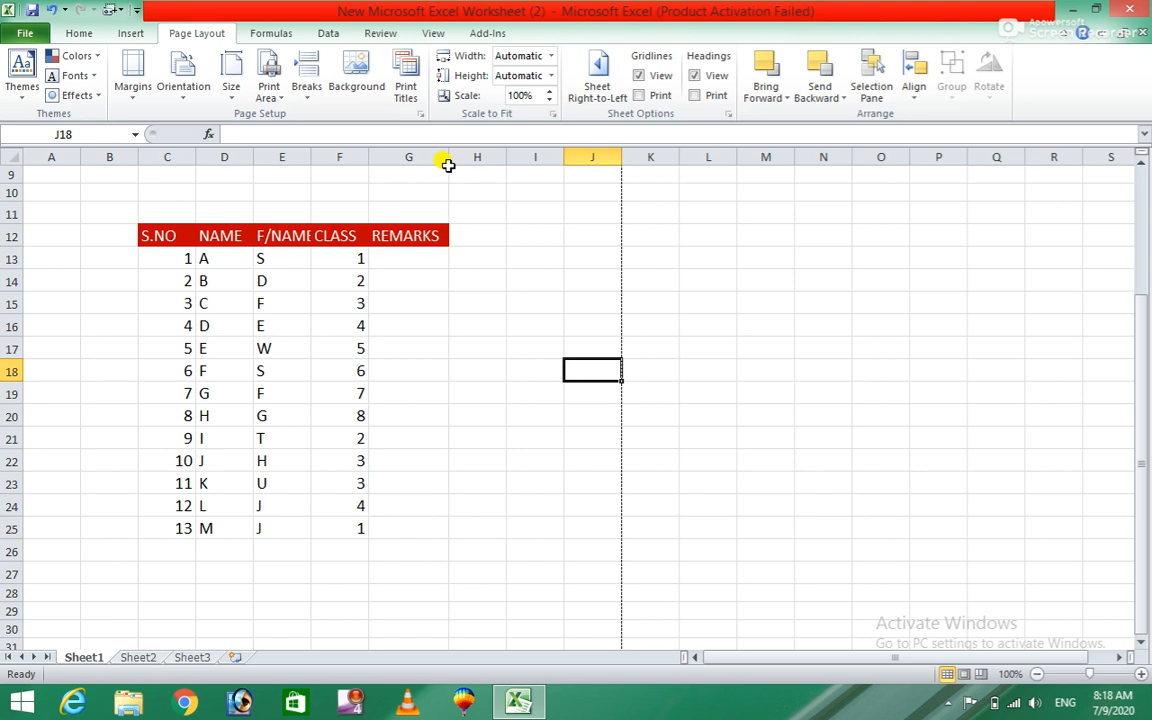 New Microsoft Excel Worksheet (2) - Microsoft Excel (Product Activation Failed)
File Home Insert Page Layout Formulas Data Review View Add-Ins
Apowersoft
Themes
Colors
Fonts
Effects
Themes
Margins Orientation Size Print Area Breaks Background Print Titles
Page Setup
Width: Automatic
Height: Automatic
Scale: 100%
Scale to Fit
Sheet Right-to-Left
Gridlines
View
Print
Headings
View
Print
Sheet Options
Bring Forward Send Backward Selection Pane Align Group Rotate
Arrange
J18 fx
A B C D E F G H I J K L M N O P Q R S
9
10
11
12 S.NO NAME F/NAME CLASS REMARKS
13 1 A S 1
14 2 B D 2
15 3 C F 3
16 4 D E 4
17 5 E W 5
18 6 F S 6
19 7 G F 7
20 8 H G 8
21 9 I T 2
22 10 J H 3
23 11 K U 3
24 12 L J 4
25 13 M J 1
26
27
28
29
30
31
Activate Windows
Go to PC settings to activate Windows.
Sheet1 Sheet2 Sheet3
Ready 100%
ENG
8:18 AM
7/9/2020